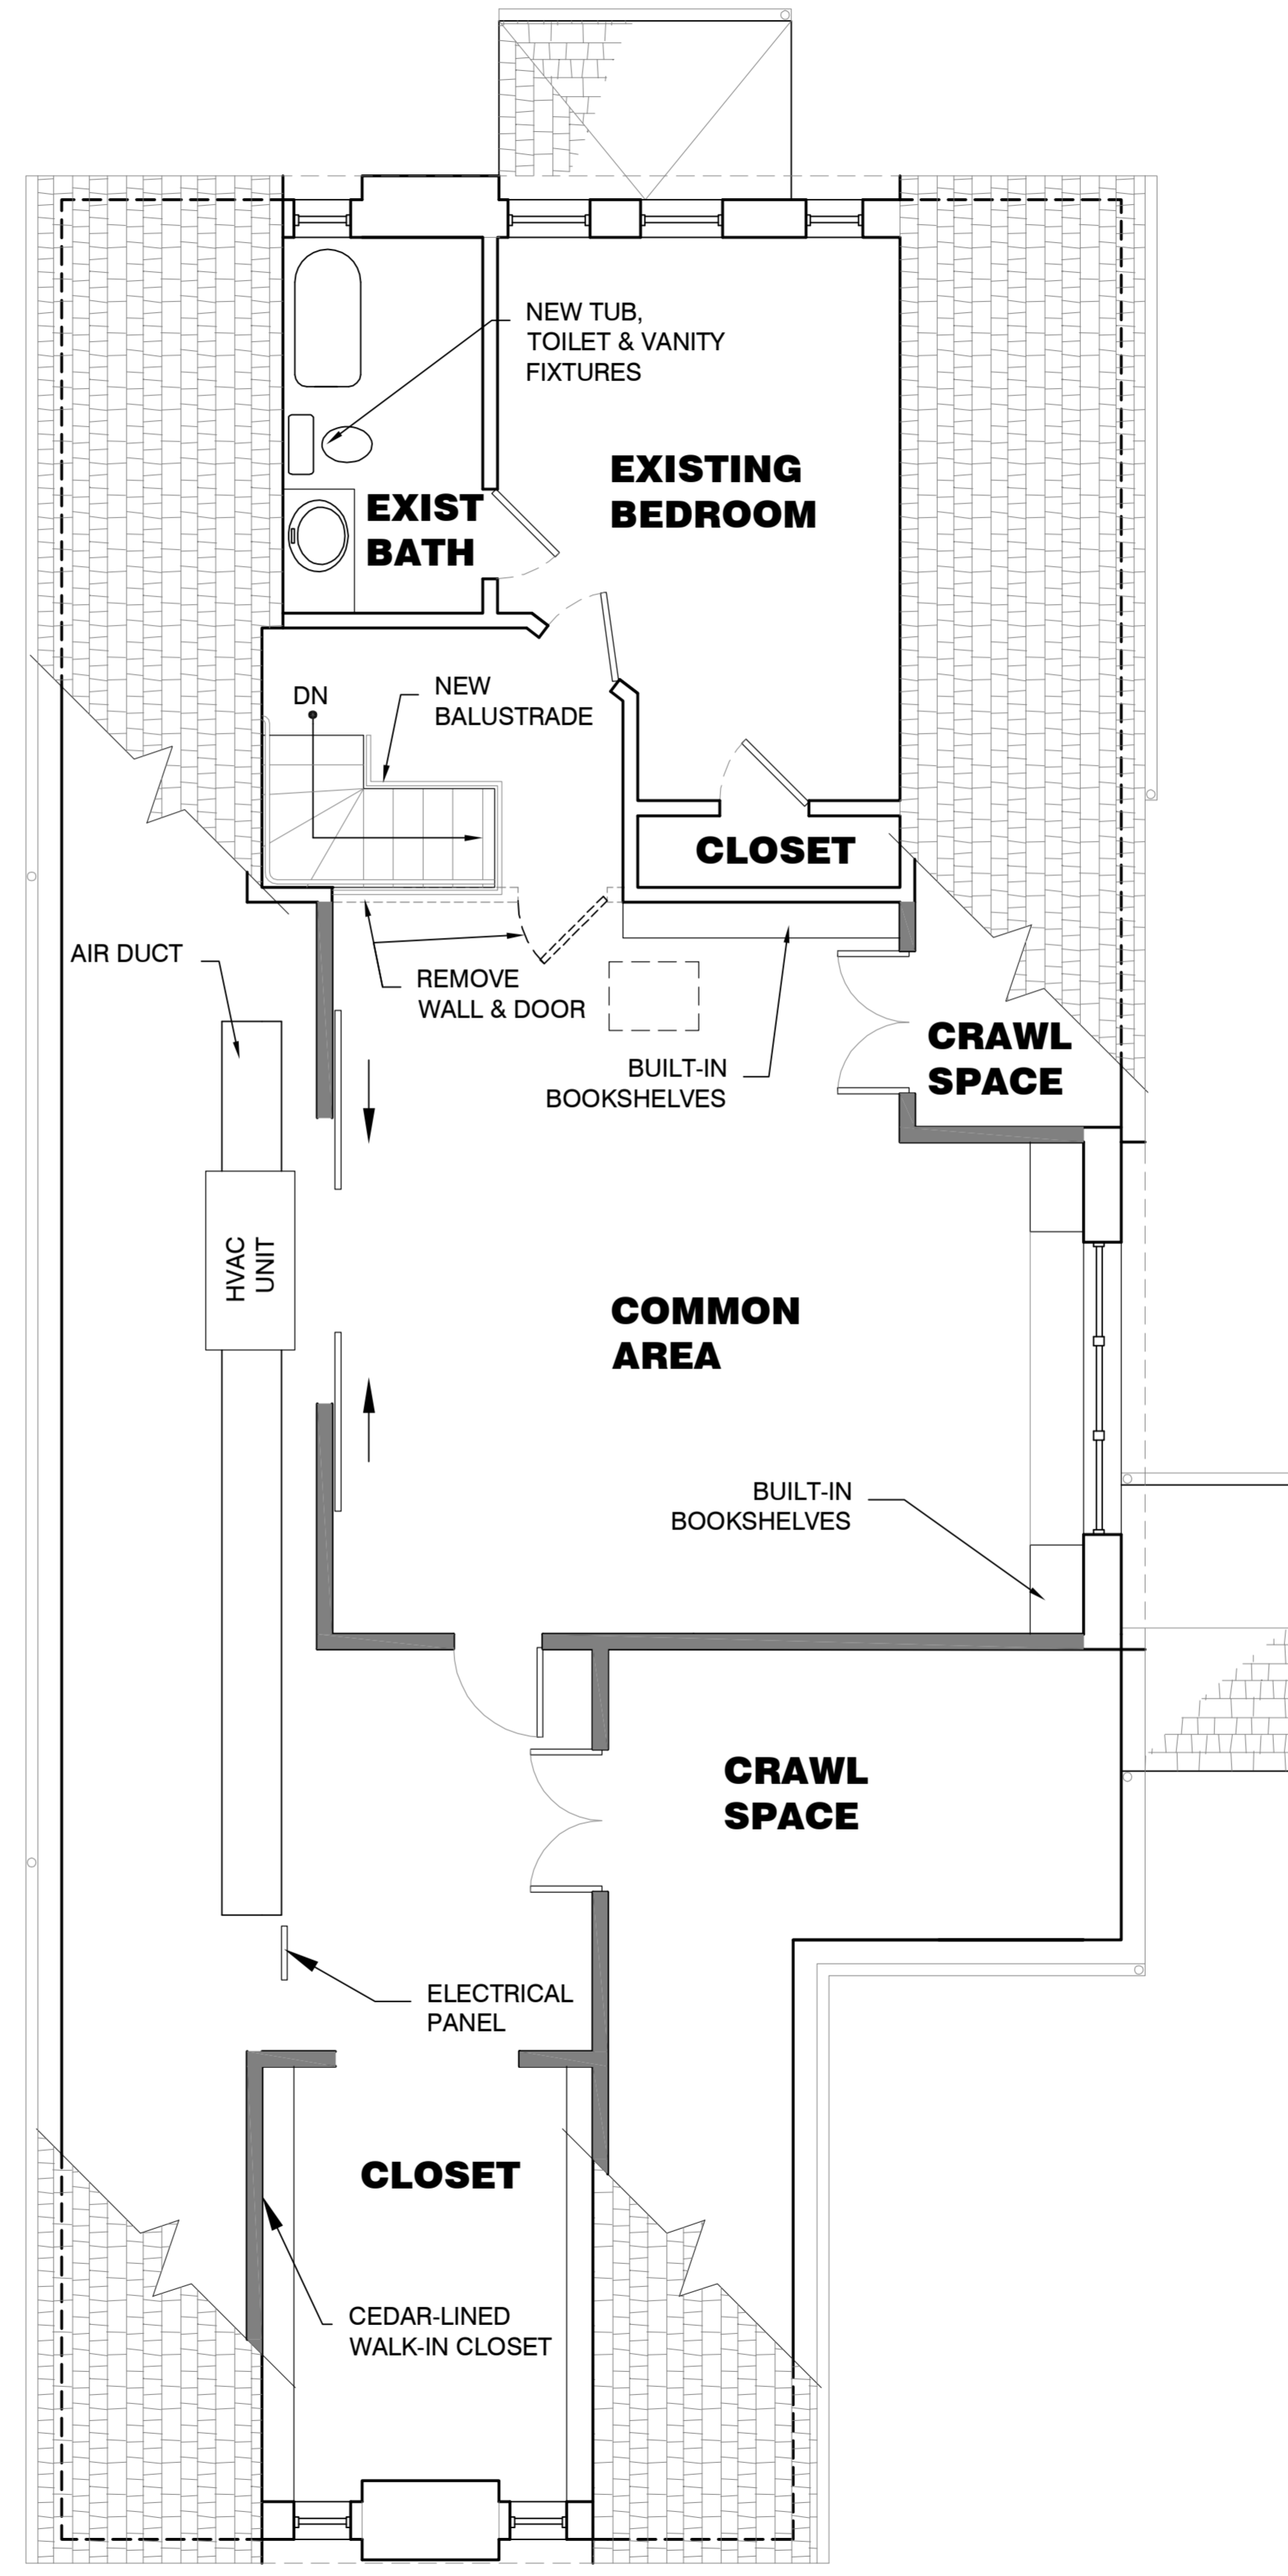 NEW TUB,
TOILET & VANITY
FIXTURES
EXISTING
BEDROOM
EXIST
BATH
DN
NEW
BALUSTRADE
CLOSET
AIR DUCT
REMOVE
WALL & DOOR
BUILT-IN
BOOKSHELVES
CRAWL
SPACE
HVAC
UNIT
COMMON
AREA
BUILT-IN
BOOKSHELVES
CRAWL
SPACE
ELECTRICAL
PANEL
CLOSET
CEDAR-LINED
WALK-IN CLOSET